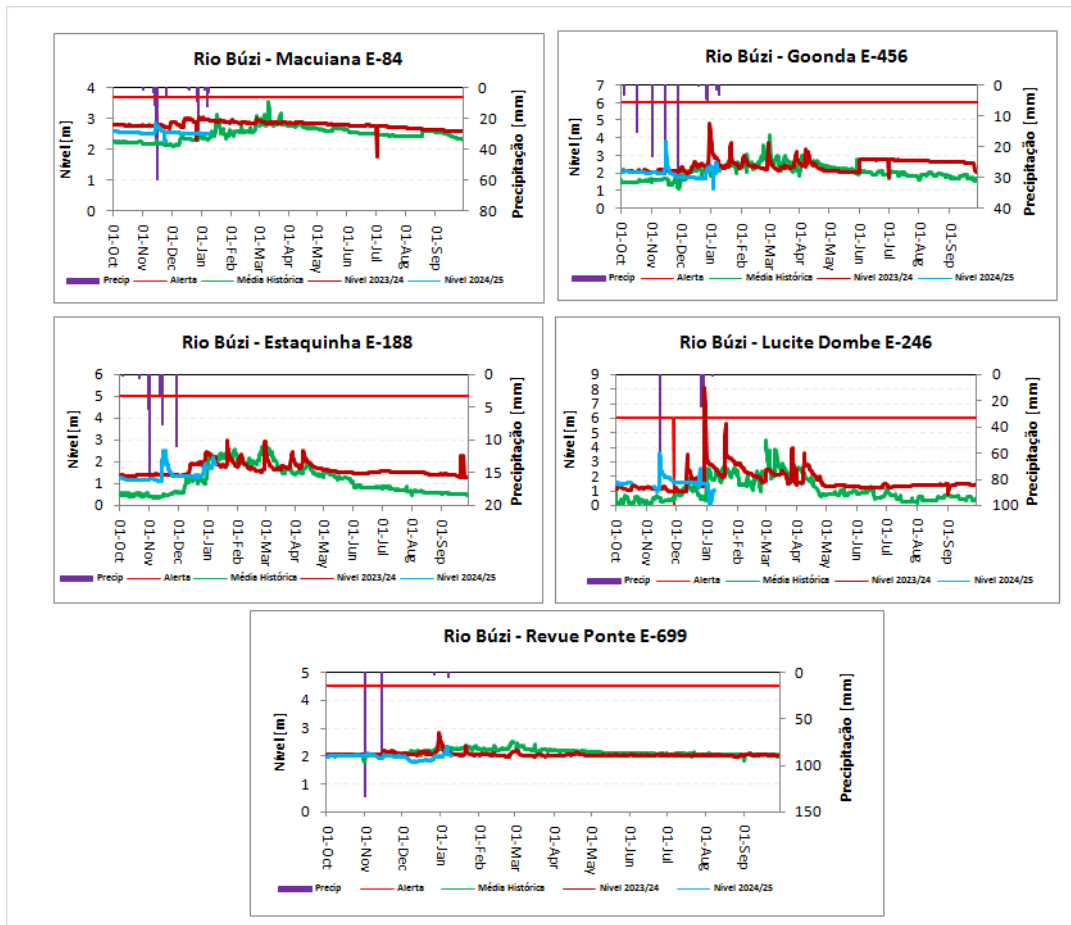 Rio Búzi - Macuiana E-84
Nível [m]
4
3
2
1
0
0
20
40
60
80
Precipitação [mm]
01-Oct
01-Nov
01-Dec
01-Jan
01-Feb
01-Mar
01-Apr
01-May
01-Jun
01-Jul
01-Aug
01-Sep
Precip Alerta Média Histórica Nivel 2023/24 Nivel 2024/25
Rio Búzi - Goonda E-456
Nível [m]
7
6
5
4
3
2
1
0
0
10
20
30
40
Precipitação [mm]
01-Oct
01-Nov
01-Dec
01-Jan
01-Feb
01-Mar
01-Apr
01-May
01-Jun
01-Jul
01-Aug
01-Sep
Precip Alerta Média Histórica Nivel 2023/24 Nivel 2024/25
Rio Búzi - Estaquinha E-188
Nível [m]
6
5
4
3
2
1
0
0
5
10
15
20
Precipitação [mm]
01-Oct
01-Nov
01-Dec
01-Jan
01-Feb
01-Mar
01-Apr
01-May
01-Jun
01-Jul
01-Aug
01-Sep
Precip Alerta Média Histórica Nivel 2023/24 Nivel 2024/25
Rio Búzi - Lucite Dombe E-246
Nível [m]
9
8
7
6
5
4
3
2
1
0
0
20
40
60
80
100
Precipitação [mm]
01-Oct
01-Nov
01-Dec
01-Jan
01-Feb
01-Mar
01-Apr
01-May
01-Jun
01-Jul
01-Aug
01-Sep
Precip Alerta Média Histórica Nivel 2023/24 Nivel 2024/25
Rio Búzi - Revue Ponte E-699
Nível [m]
5
4
3
2
1
0
0
50
100
150
Precipitação [mm]
01-Oct
01-Nov
01-Dec
01-Jan
01-Feb
01-Mar
01-Apr
01-May
01-Jun
01-Jul
01-Aug
01-Sep
Precip Alerta Média Histórica Nivel 2023/24 Nivel 2024/25